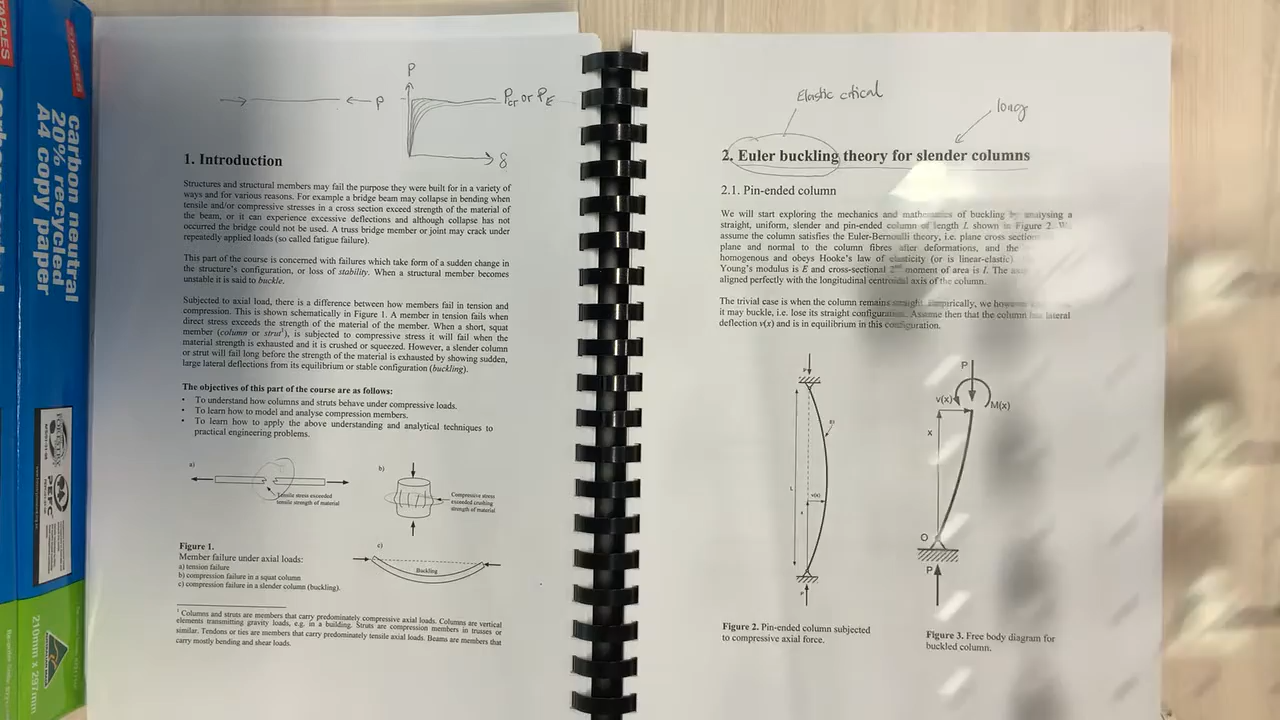 STAPLES
STAPLES
carbon neutral
20% recycled
A4 copy paper
PEFC
210mm x 297mm
P
P
Pcr or PE
δ
1. Introduction
Structures and structural members may fail the purpose they were built for in a variety of
ways and for various reasons. For example a bridge beam may collapse in bending when
tensile and/or compressive stresses in a cross section exceed strength of the material of
the beam, or it can experience excessive deflections and although collapse has not
occurred the bridge could not be used. A truss bridge member or joint may crack under
repeatedly applied loads (so called fatigue failure).
This part of the course is concerned with failures which take form of a sudden change in
the structure's configuration, or loss of stability. When a structural member becomes
unstable it is said to buckle.
Subjected to axial load, there is a difference between how members fail in tension and
compression. This is shown schematically in Figure 1. A member in tension fails when
direct stress exceeds the strength of the material of the member. When a short, squat
member (column or strut¹), is subjected to compressive stress it will fail when the
material strength is exhausted and it is crushed or squeezed. However, a slender column
or strut will fail long before the strength of the material is exhausted by showing sudden,
large lateral deflections from its equilibrium or stable configuration (buckling).
The objectives of this part of the course are as follows:
• To understand how columns and struts behave under compressive loads.
• To learn how to model and analyse compression members.
• To learn how to apply the above understanding and analytical techniques to
practical engineering problems.
a)
Tensile stress exceeded
tensile strength of material
b)
Compressive stress
exceeded crushing
strength of material
c)
Buckling
Figure 1.
Member failure under axial loads:
a) tension failure
b) compression failure in a squat column
c) compression failure in a slender column (buckling).
¹ Columns and struts are members that carry predominately compressive axial loads. Columns are vertical
elements transmitting gravity loads, e.g. in a building. Struts are compression members in trusses or
similar. Tendons or ties are members that carry predominately tensile axial loads. Beams are members that
carry mostly bending and shear loads.
Elastic critical
long
2. Euler buckling theory for slender columns
2.1. Pin-ended column
We will start exploring the mechanics and mathematics of buckling by analysing a
straight, uniform, slender and pin-ended column of length L shown in Figure 2. We
assume the column satisfies the Euler-Bernoulli theory, i.e. plane cross sections
plane and normal to the column fibres after deformations, and the
homogenous and obeys Hooke's law of elasticity (or is linear-elastic).
Young's modulus is E and cross-sectional 2nd moment of area is I. The
aligned perfectly with the longitudinal centroidal axis of the column.
The trivial case is when the column remains straight. Empirically, we however
it may buckle, i.e. lose its straight configuration. Assume then that the column has lateral
deflection v(x) and is in equilibrium in this configuration.
P
L
v(x)
x
P
P
v(x)
M(x)
x
O
P
Figure 2. Pin-ended column subjected
to compressive axial force.
Figure 3. Free body diagram for
buckled column.